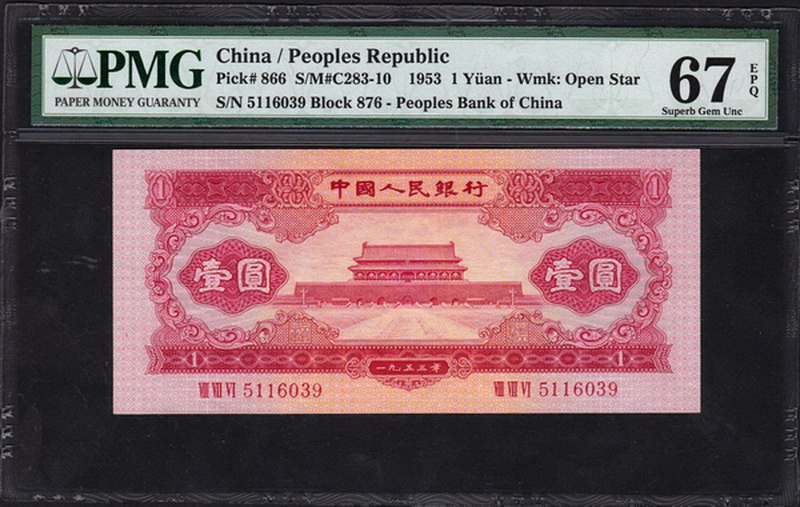 PMG
PAPER MONEY GUARANTY
China / Peoples Republic
Pick# 866 S/M#C283-10 1953 1 Yüan - Wmk: Open Star
S/N 5116039 Block 876 - Peoples Bank of China
67
EPQ
Superb Gem Unc
1
中國人民銀行
1
壹圓
壹圓
1
一九五三年
1
VIII VII VI 5116039
VIII VII VI 5116039